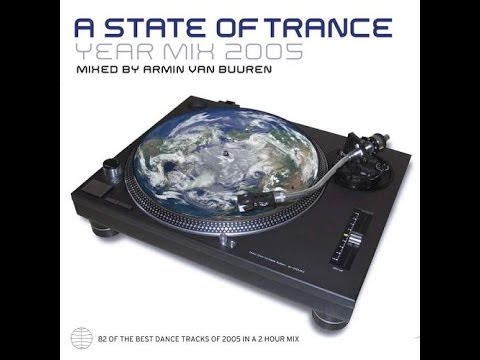 A STATE OF TRANCE
YEAR MIX 2005
MIXED BY ARMIN VAN BUUREN
82 OF THE BEST DANCE TRACKS OF 2005 IN A 2 HOUR MIX